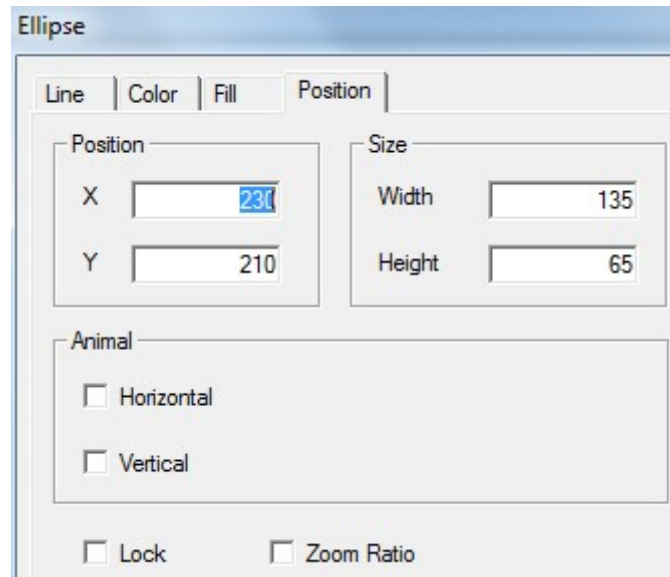 Ellipse
Line Color Fill Position
Position
X 230
Y 210
Size
Width 135
Height 65
Animal
Horizontal
Vertical
Lock Zoom Ratio